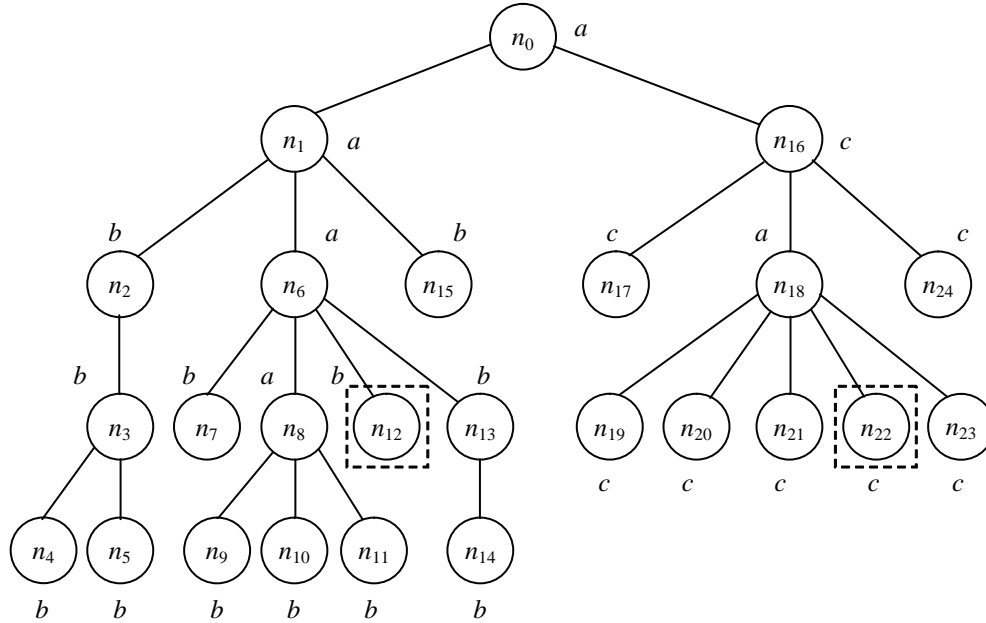 n0 a
n1 a n16 c
b a b c a c
n2 n6 n15 n17 n18 n24
b b a b b
n3 n7 n8 n12 n13 n19 n20 n21 n22 n23
c c c c c
n4 n5 n9 n10 n11 n14
b b b b b b